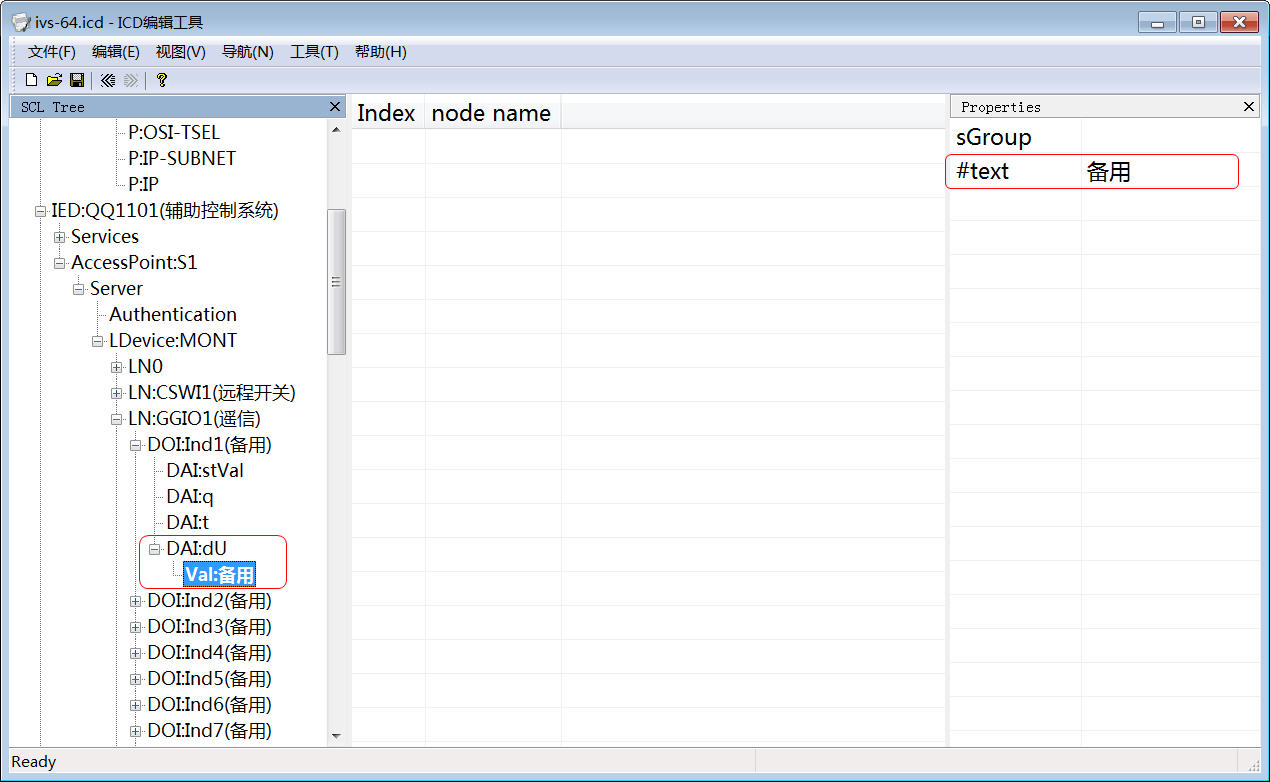 ivs-64.icd - ICD编辑工具
文件(F) 编辑(E) 视图(V) 导航(N) 工具(T) 帮助(H)
SCL Tree
P:OSI-TSEL
P:IP-SUBNET
P:IP
IED:QQ1101(辅助控制系统)
Services
AccessPoint:S1
Server
Authentication
LDevice:MONT
LN0
LN:CSWI1(远程开关)
LN:GGIO1(遥信)
DOI:Ind1(备用)
DAI:stVal
DAI:q
DAI:t
DAI:dU
Val:备用
DOI:Ind2(备用)
DOI:Ind3(备用)
DOI:Ind4(备用)
DOI:Ind5(备用)
DOI:Ind6(备用)
DOI:Ind7(备用)
Index node name
Properties
sGroup
#text 备用
Ready